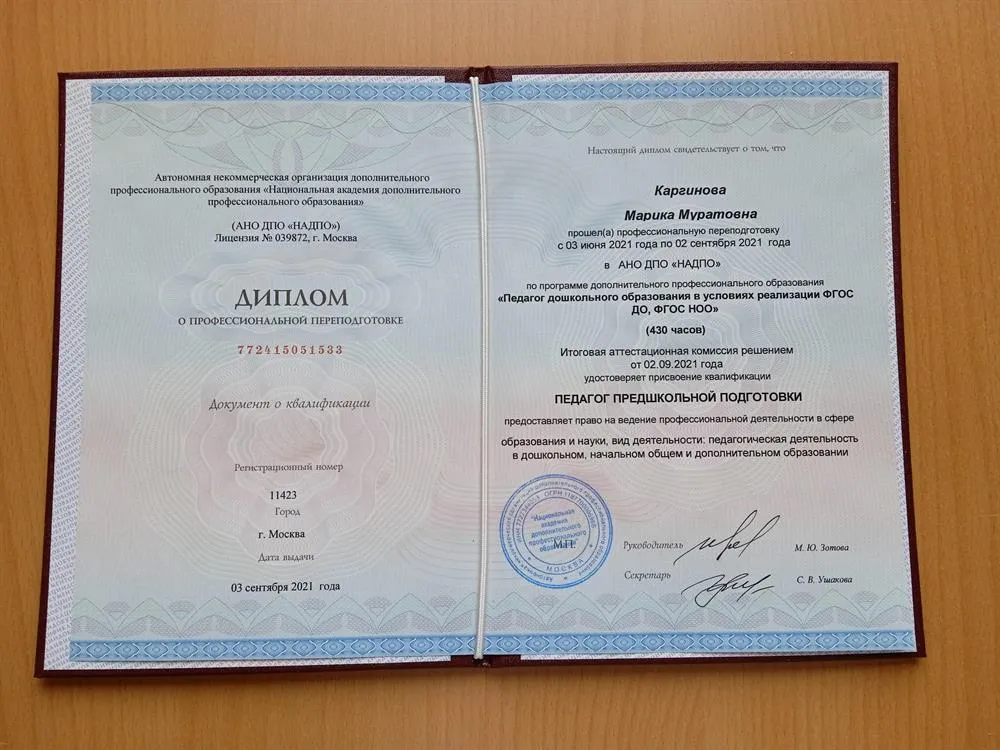 Автономная некоммерческая организация дополнительного
профессионального образования «Национальная академия дополнительного
профессионального образования»
(АНО ДПО «НАДПО»)
Лицензия № 039872, г. Москва
ДИПЛОМ
О ПРОФЕССИОНАЛЬНОЙ ПЕРЕПОДГОТОВКЕ
772415051533
Документ о квалификации
Регистрационный номер
11423
Город
г. Москва
Дата выдачи
03 сентября 2021 года
Настоящий диплом свидетельствует о том, что
Каргинова
Марика Муратовна
прошел(а) профессиональную переподготовку
с 03 июня 2021 года по 02 сентября 2021 года
в АНО ДПО «НАДПО»
по программе дополнительного профессионального образования
«Педагог дошкольного образования в условиях реализации ФГОС
ДО, ФГОС НОО»
(430 часов)
Итоговая аттестационная комиссия решением
от 02.09.2021 года
удостоверяет присвоение квалификации
ПЕДАГОГ ПРЕДШКОЛЬНОЙ ПОДГОТОВКИ
предоставляет право на ведение профессиональной деятельности в сфере
образования и науки, вид деятельности: педагогическая деятельность
в дошкольном, начальном общем и дополнительном образовании
"Национальная
академия
дополнительного
профессионального
образования"
М.П.
МОСКВА
Руководитель
М. Ю. Зотова
Секретарь
С. В. Ушакова